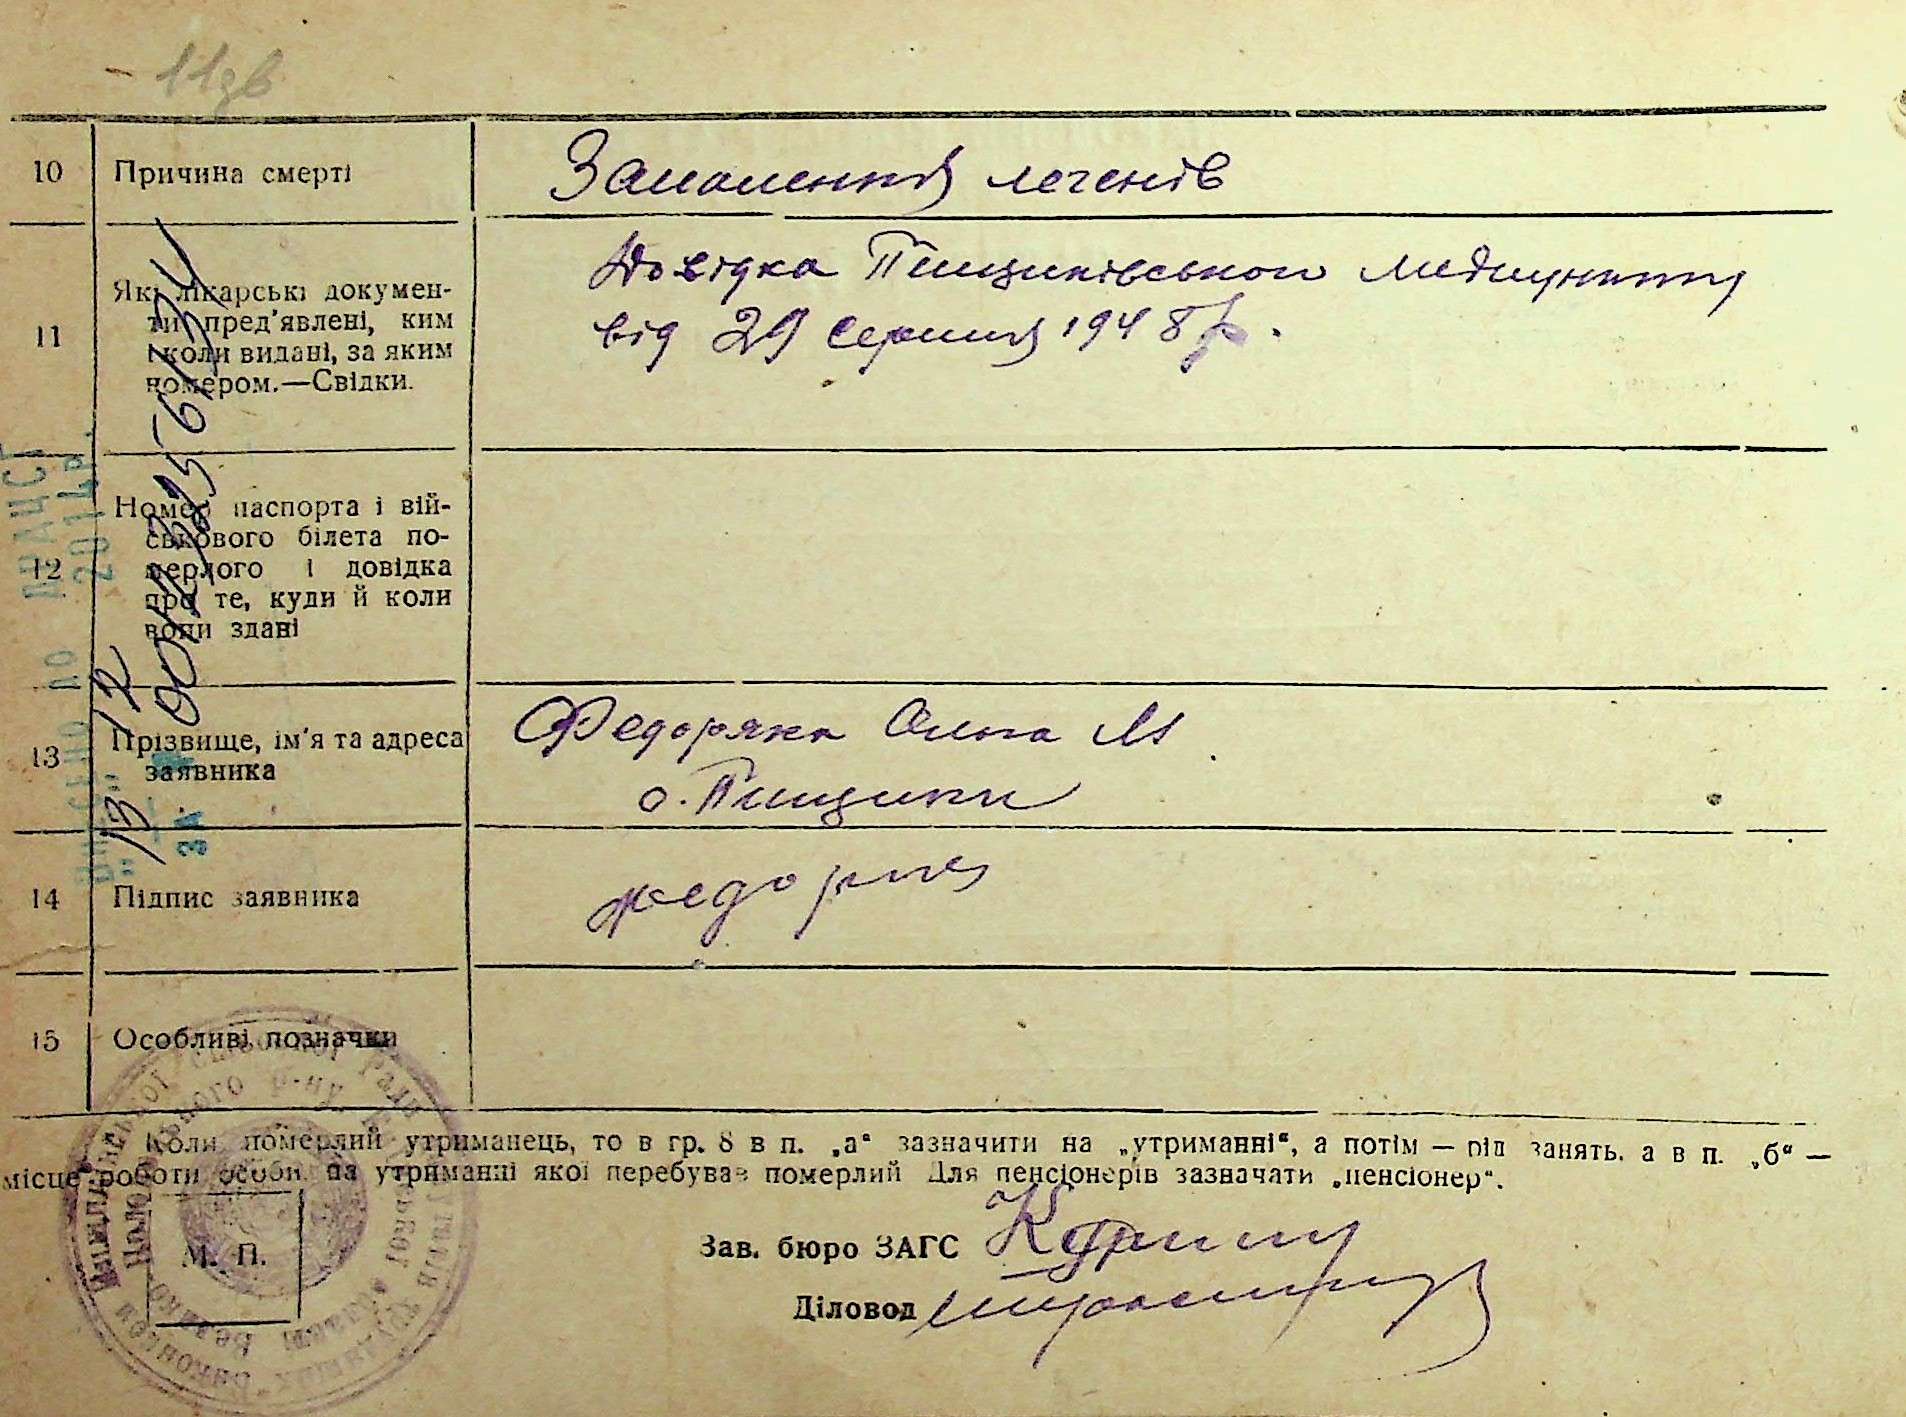 10 Причина смерті Запалення легенів
11 Які лікарські докумен-
ти пред'явлені, ким
і коли видані, за яким
номером.—Свідки.
Довідка Пищиківського медпункту
від 29 серпня 1948 р.
12 Номер паспорта і вій-
ськового білета по-
мерлого і довідка
про те, куди й коли
вони здані
13 Прізвище, ім'я та адреса
заявника
Федоряка Ольга М.
с. Пищики
14 Підпис заявника
15 Особливі позначки
Коли померлий утриманець, то в гр. 8 в п. „а“ зазначити на „утриманні“, а потім — рід занять, а в п. „б“ —
місце роботи особи, на утриманні якої перебував померлий. Для пенсіонерів зазначати „пенсіонер“.
М. П.
Зав. бюро ЗАГС
Діловод